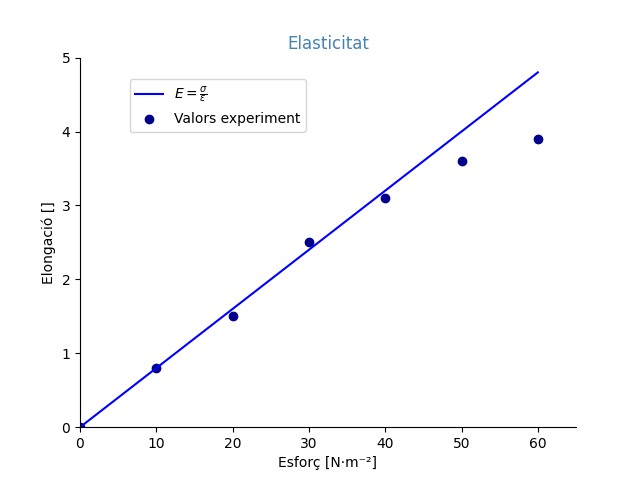 Elasticitat
5
4
3
2
1
0
Elongació []
E = σ/ε
Valors experiment
0 10 20 30 40 50 60
Esforç [N·m⁻²]